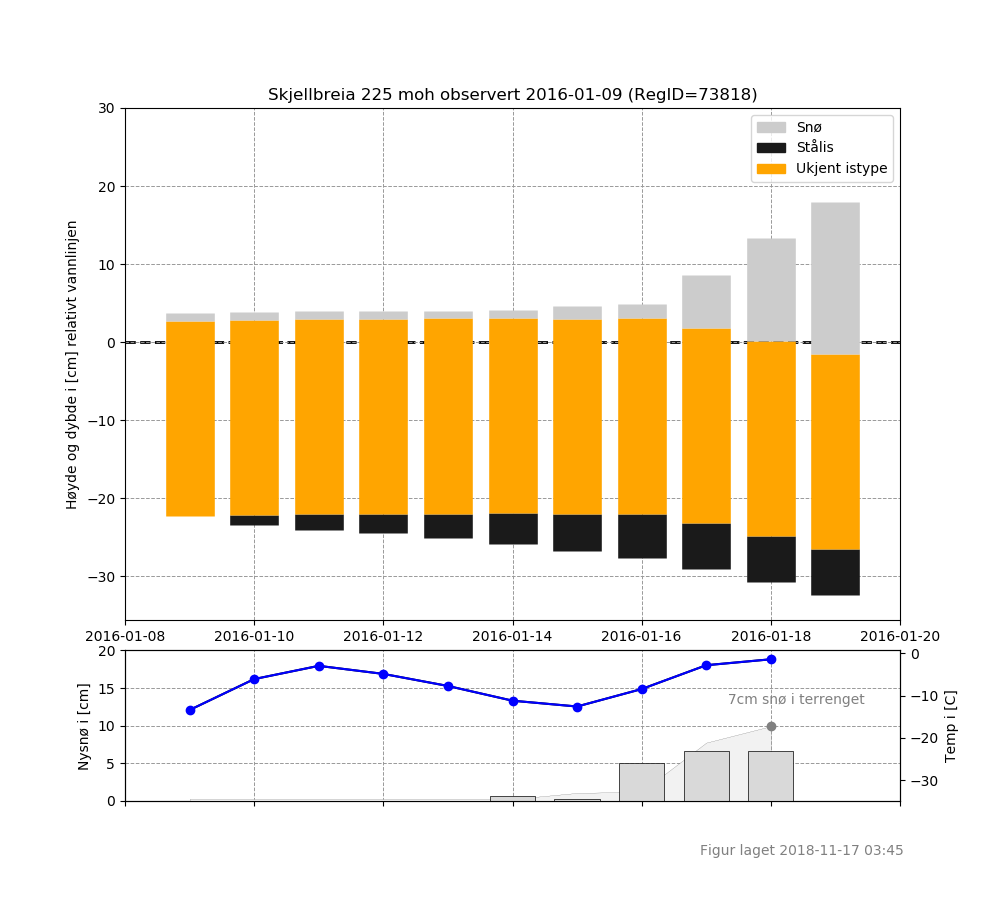 Skjellbreia 225 moh observert 2016-01-09 (RegID=73818)
30
20
10
0
−10
−20
−30
Høyde og dybde i [cm] relativt vannlinjen
Snø
Stålis
Ukjent istype
2016-01-08
2016-01-10
2016-01-12
2016-01-14
2016-01-16
2016-01-18
2016-01-20
20
15
10
5
0
Nysnø i [cm]
7cm snø i terrenget
0
−10
−20
−30
Temp i [C]
Figur laget 2018-11-17 03:45